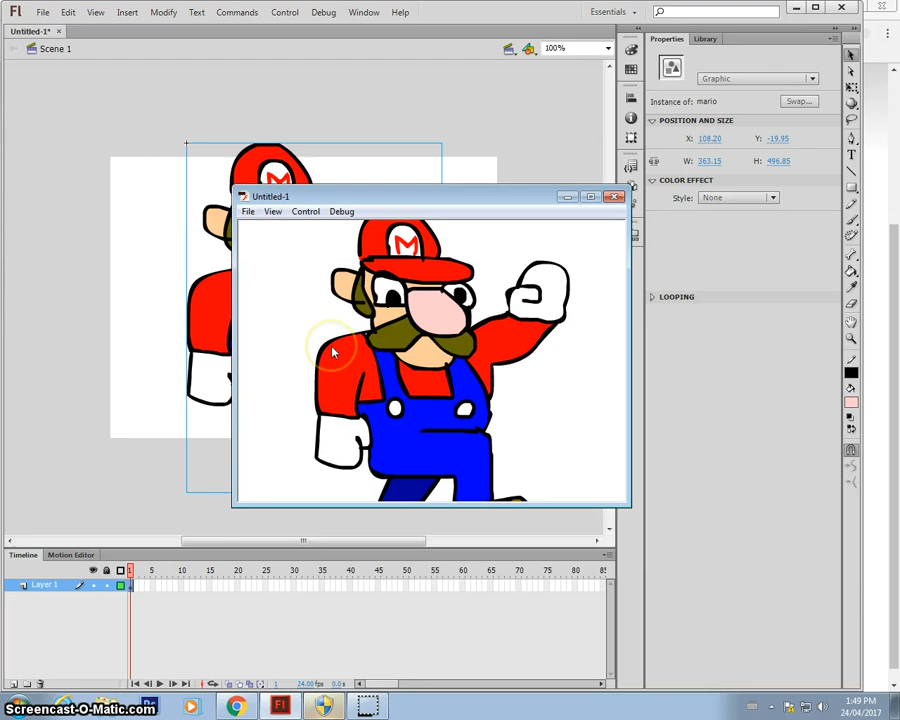 Fl File Edit View Insert Modify Text Commands Control Debug Window Help Essentials
Untitled-1*
Scene 1 100%
Properties Library
Graphic
Instance of: mario Swap...
POSITION AND SIZE
X: 108.20 Y: -19.95
W: 363.15 H: 496.85
COLOR EFFECT
Style: None
LOOPING
Untitled-1
File View Control Debug
M
M
Timeline Motion Editor
1 5 10 15 20 25 30 35 40 45 50 55 60 65 70 75 80 85
Layer 1
1 24.00 fps 0.0 s
Fl
1:49 PM
24/04/2017
Screencast-O-Matic.com